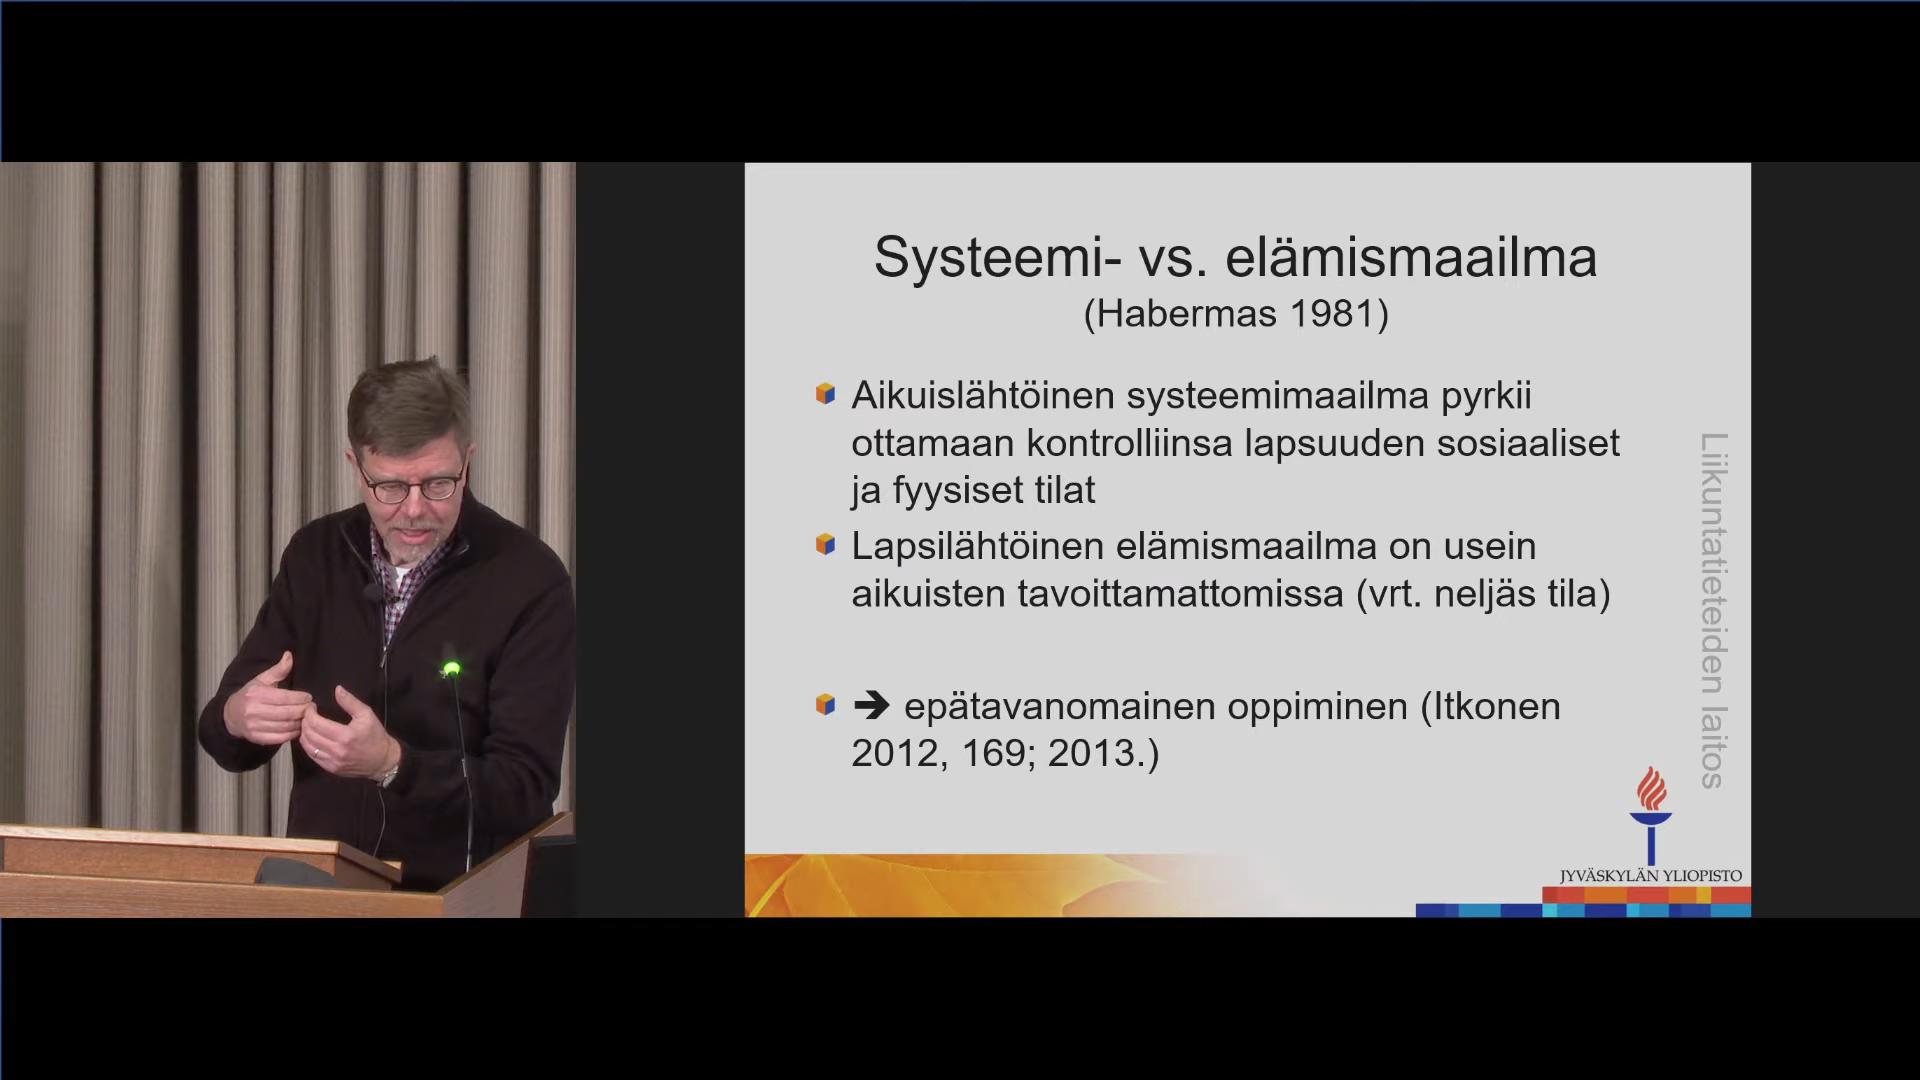 Systeemi- vs. elämismaailma
(Habermas 1981)
Aikuislähtöinen systeemimaailma pyrkii
ottamaan kontrolliinsa lapsuuden sosiaaliset
ja fyysiset tilat
Lapsilähtöinen elämismaailma on usein
aikuisten tavoittamattomissa (vrt. neljäs tila)
➔ epätavanomainen oppiminen (Itkonen
2012, 169; 2013.)
Liikuntatieteiden laitos
JYVÄSKYLÄN YLIOPISTO